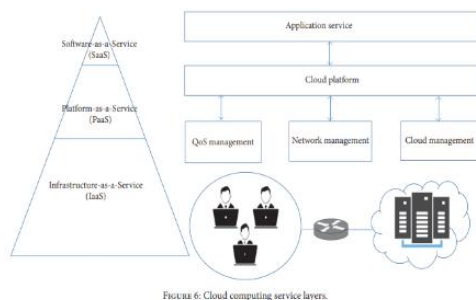 Software-as-a-Service
(SaaS)
Platform-as-a-Service
(PaaS)
Infrastructure-as-a-Service
(IaaS)
Application service
Cloud platform
QoS management
Network management
Cloud management
FIGURE 6: Cloud computing service layers.